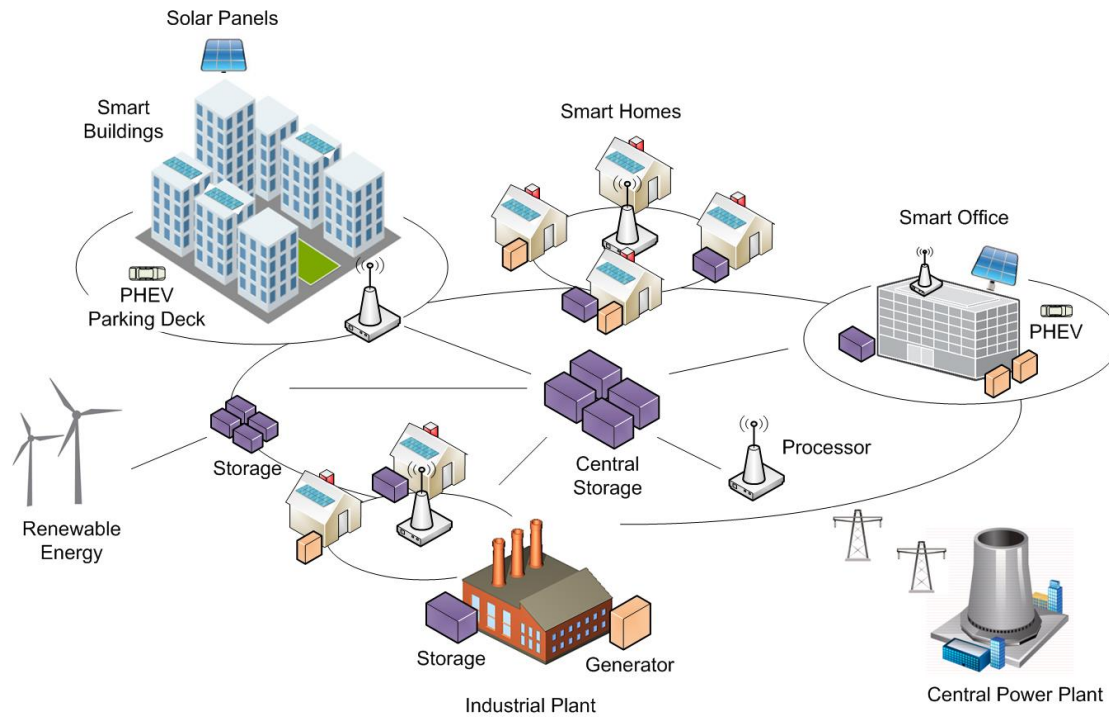 Solar Panels
Smart
Buildings
Smart Homes
Smart Office
PHEV
Parking Deck
PHEV
Processor
Storage
Central
Storage
Renewable
Energy
Storage
Generator
Industrial Plant
Central Power Plant